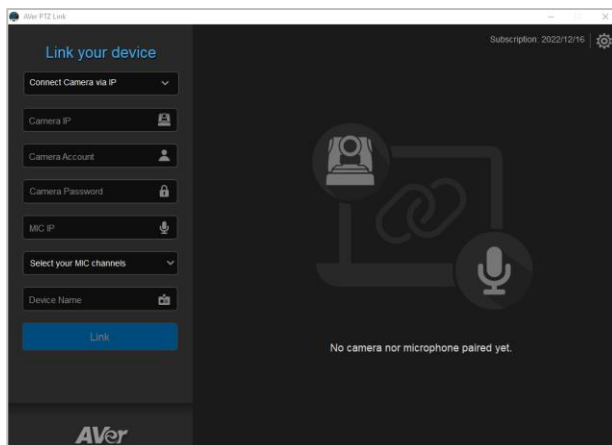 AVer PTZ Link
Subscription: 2022/12/16
Link your device
Connect Camera via IP
Camera IP
Camera Account
Camera Password
MIC IP
Select your MIC channels
Device Name
Link
No camera nor microphone paired yet.
AVer